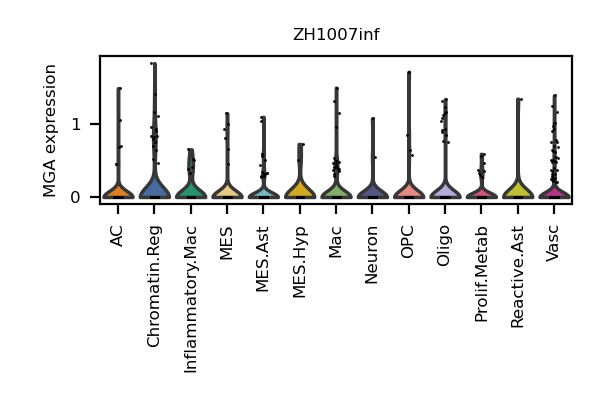 ZH1007inf
MGA expression
1
0
AC
Chromatin.Reg
Inflammatory.Mac
MES
MES.Ast
MES.Hyp
Mac
Neuron
OPC
Oligo
Prolif.Metab
Reactive.Ast
Vasc